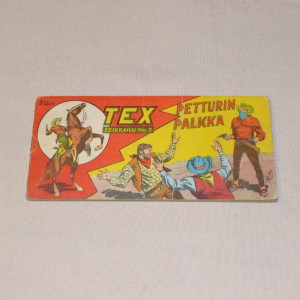 TEX
SEIKKAILU No 3
PETTURIN
PALKKA